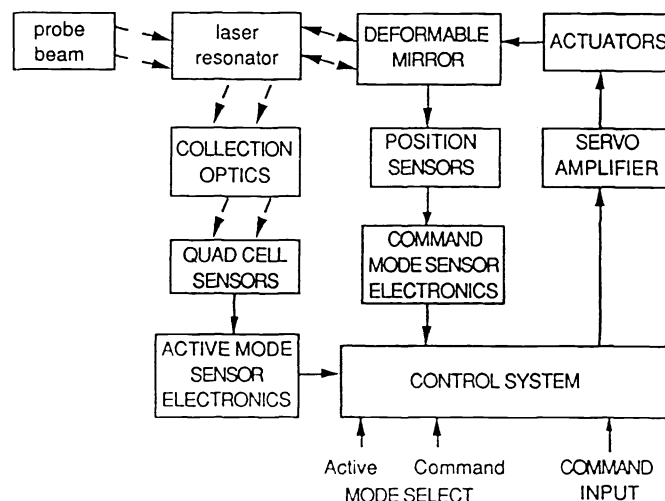 probe
beam
laser
resonator
DEFORMABLE
MIRROR
ACTUATORS
COLLECTION
OPTICS
POSITION
SENSORS
SERVO
AMPLIFIER
QUAD CELL
SENSORS
COMMAND
MODE SENSOR
ELECTRONICS
ACTIVE MODE
SENSOR
ELECTRONICS
CONTROL SYSTEM
Active
Command
MODE SELECT
COMMAND
INPUT